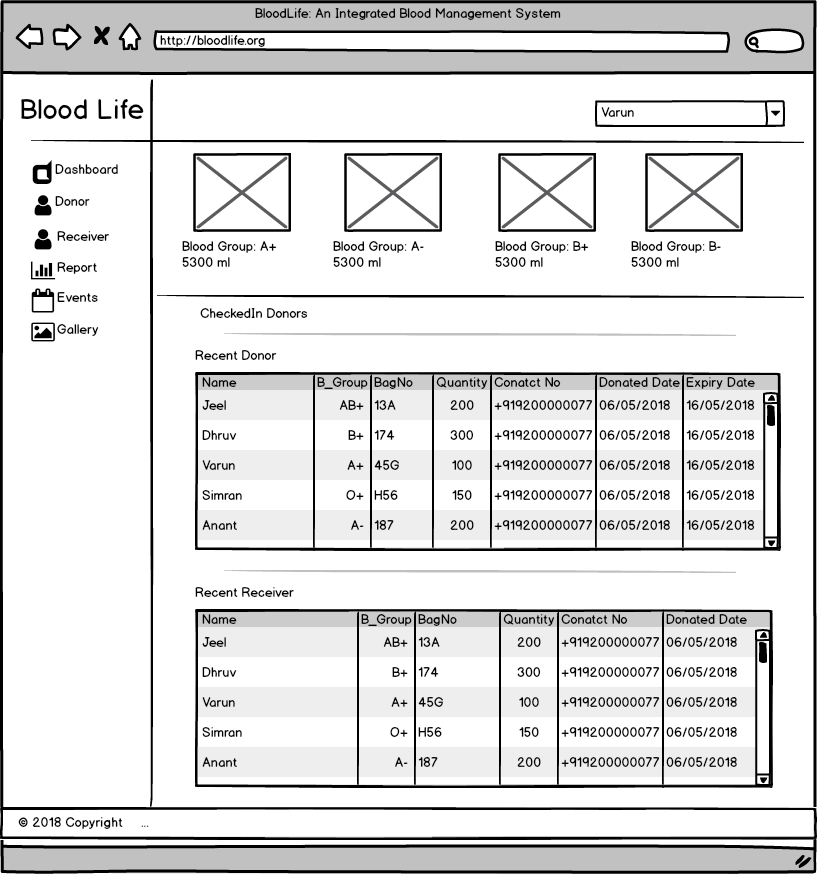 BloodLife: An Integrated Blood Management System
http://bloodlife.org
Blood Life
Varun
Dashboard
Donor
Receiver
Report
Events
Gallery
Blood Group: A+
5300 ml
Blood Group: A-
5300 ml
Blood Group: B+
5300 ml
Blood Group: B-
5300 ml
CheckedIn Donors
Recent Donor
Name B_Group BagNo Quantity Conatct No Donated Date Expiry Date
Jeel AB+ 13A 200 +919200000077 06/05/2018 16/05/2018
Dhruv B+ 174 300 +919200000077 06/05/2018 16/05/2018
Varun A+ 45G 100 +919200000077 06/05/2018 16/05/2018
Simran O+ H56 150 +919200000077 06/05/2018 16/05/2018
Anant A- 187 200 +919200000077 06/05/2018 16/05/2018
Recent Receiver
Name B_Group BagNo Quantity Conatct No Donated Date
Jeel AB+ 13A 200 +919200000077 06/05/2018
Dhruv B+ 174 300 +919200000077 06/05/2018
Varun A+ 45G 100 +919200000077 06/05/2018
Simran O+ H56 150 +919200000077 06/05/2018
Anant A- 187 200 +919200000077 06/05/2018
© 2018 Copyright ...